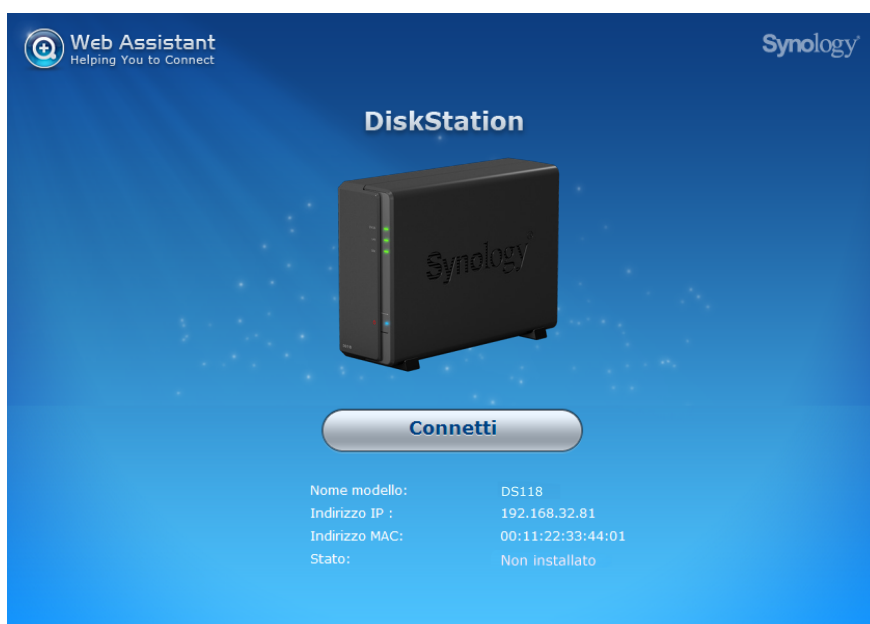 Web Assistant
Helping You to Connect
Synology
DiskStation
Synology
Connetti
Nome modello: DS118
Indirizzo IP : 192.168.32.81
Indirizzo MAC: 00:11:22:33:44:01
Stato: Non installato